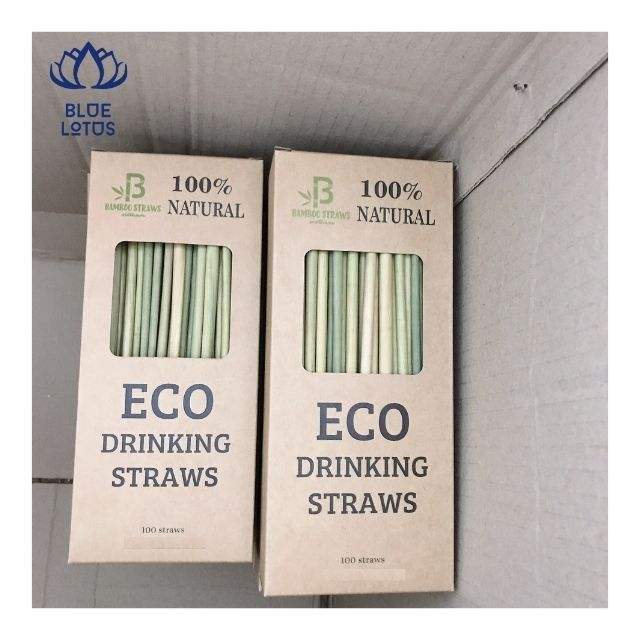 BLUE
LOTUS
B
BAMBOO STRAWS
100%
NATURAL
ECO
DRINKING
STRAWS
100 straws
B
BAMBOO STRAWS
100%
NATURAL
ECO
DRINKING
STRAWS
100 straws